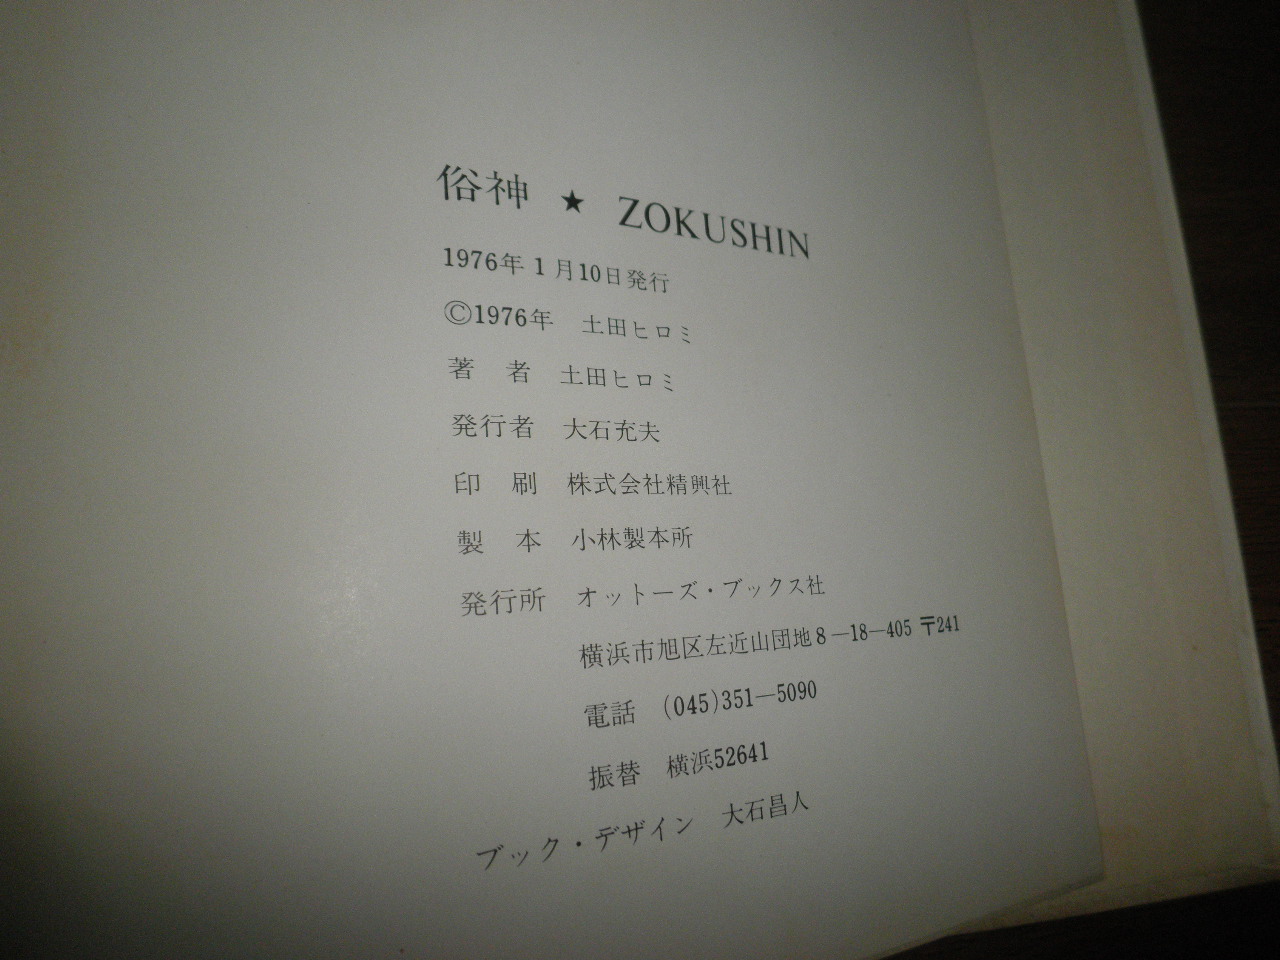 俗神 ★ ZOKUSHIN
1976年1月10日発行
©1976年 土田ヒロミ
著 者 土田ヒロミ
発行者 大石充夫
印 刷 株式会社精興社
製 本 小林製本所
発行所 オットーズ・ブックス社
横浜市旭区左近山団地8−18−405 〒241
電話 (045)351−5090
振替 横浜52641
ブック・デザイン 大石昌人